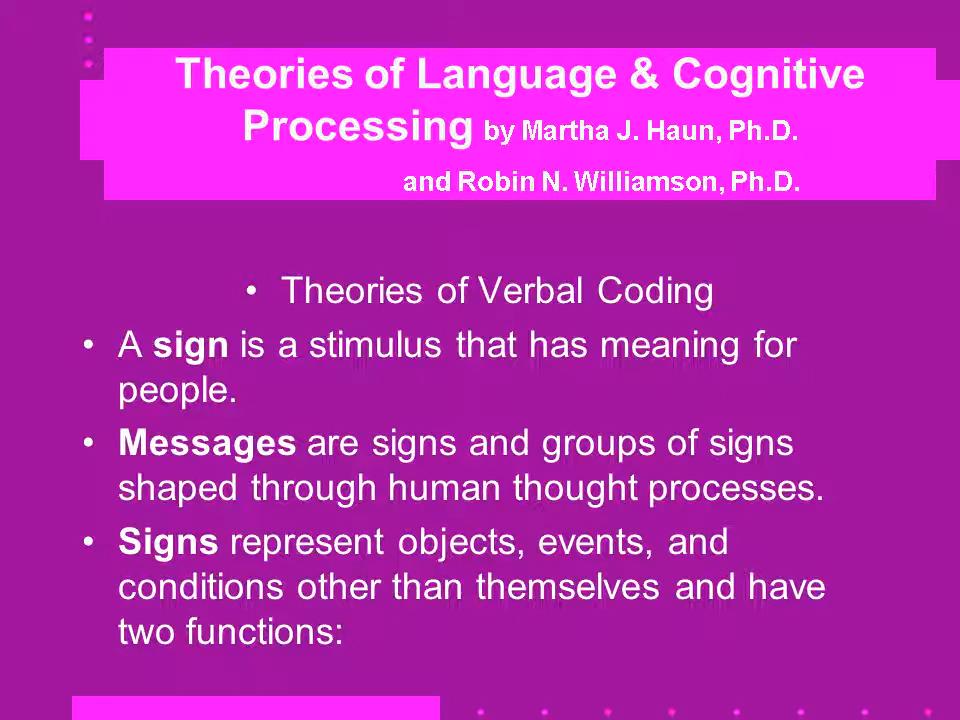 Theories of Language & Cognitive
Processing by Martha J. Haun, Ph.D.
and Robin N. Williamson, Ph.D.
• Theories of Verbal Coding
• A sign is a stimulus that has meaning for
people.
• Messages are signs and groups of signs
shaped through human thought processes.
• Signs represent objects, events, and
conditions other than themselves and have
two functions: